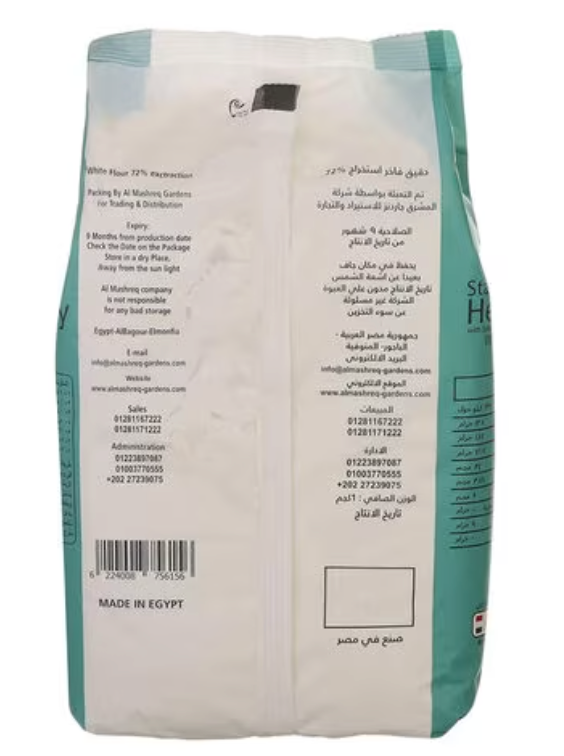 White Flour 72% exctraction
Packing By Al Mashreq Gardens
For Trading & Distribution
Expiry:
9 Months from production date
Check the Date on the Package
Store in a dry Place,
Away from the sun light
Al Mashreq company
is not responsible
for any bad storage
Egypt-AlBagour-Elmonfia
E-mail
info@almashreq-gardens.com
Website
www.almashreq-gardens.com
Sales
01281167222
01281171222
Administration
01223897087
01003770555
+202 27239075
6 224008 756156
MADE IN EGYPT
دقيق فاخر استخراج 72%
تم التعبئة بواسطة شركة
المشرق جاردنز للاستيراد والتجارة
الصلاحية ٩ شهور
من تاريخ الانتاج
يحفظ في مكان جاف
بعيدا عن اشعة الشمس
تاريخ الانتاج مدون علي العبوة
الشركة غير مسئولة
عن سوء التخزين
جمهورية مصر العربية -
الباجور- المنوفية
البريد الالكتروني
info@almashreq-gardens.com
الموقع الالكتروني
www.almashreq-gardens.com
المبيعات
01281167222
01281171222
الادارة
01223897087
01003770555
+202 27239075
الوزن الصافي : 1كجم
تاريخ الانتاج
صنع في مصر